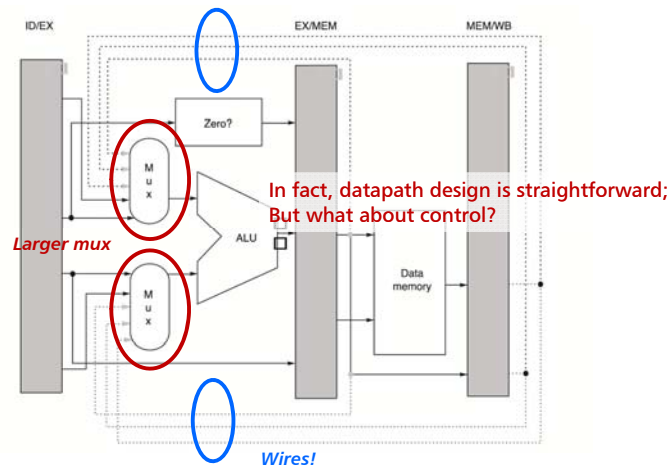 ID/EX
EX/MEM
MEM/WB
Zero?
M
u
x
In fact, datapath design is straightforward;
But what about control?
ALU
Larger mux
M
u
x
Data
memory
Wires!